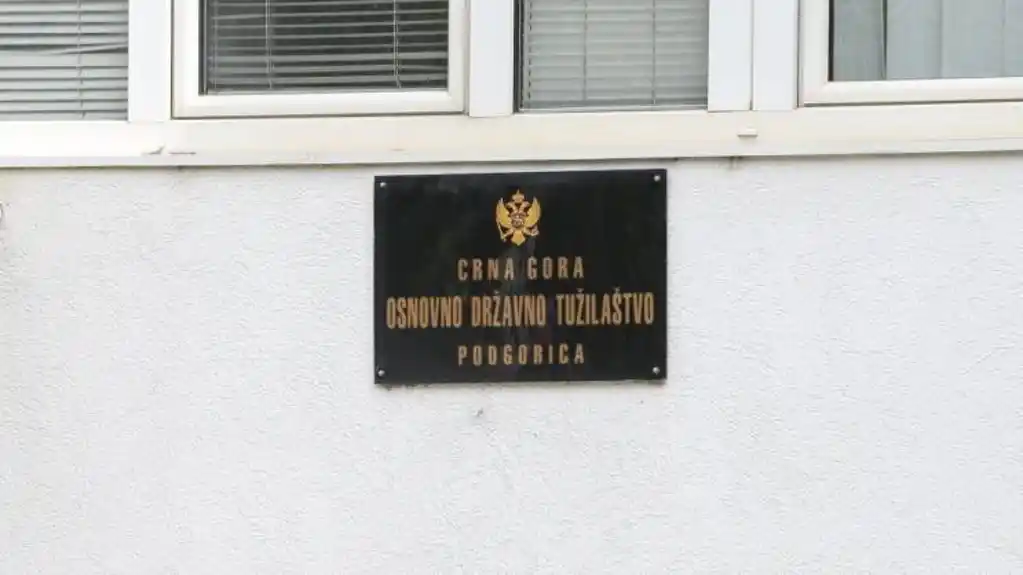 CRNA GORA
OSNOVNO DRŽAVNO TUŽILAŠTVO
PODGORICA